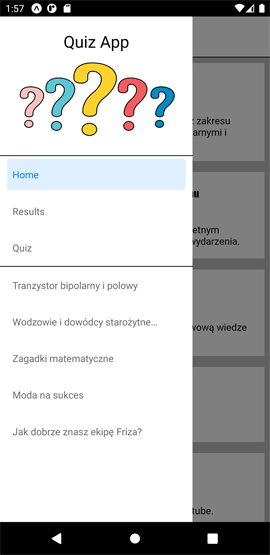 1:57
Quiz App
? ? ? ? ?
z zakresu
arnymi i
Home
nu
Results
etnym
wydarzenia.
Quiz
Tranzystor bipolarny i polowy
Wodzowie i dowódcy starożytne...
wową wiedze
Zagadki matematyczne
Moda na sukces
Jak dobrze znasz ekipę Friza?
tube.